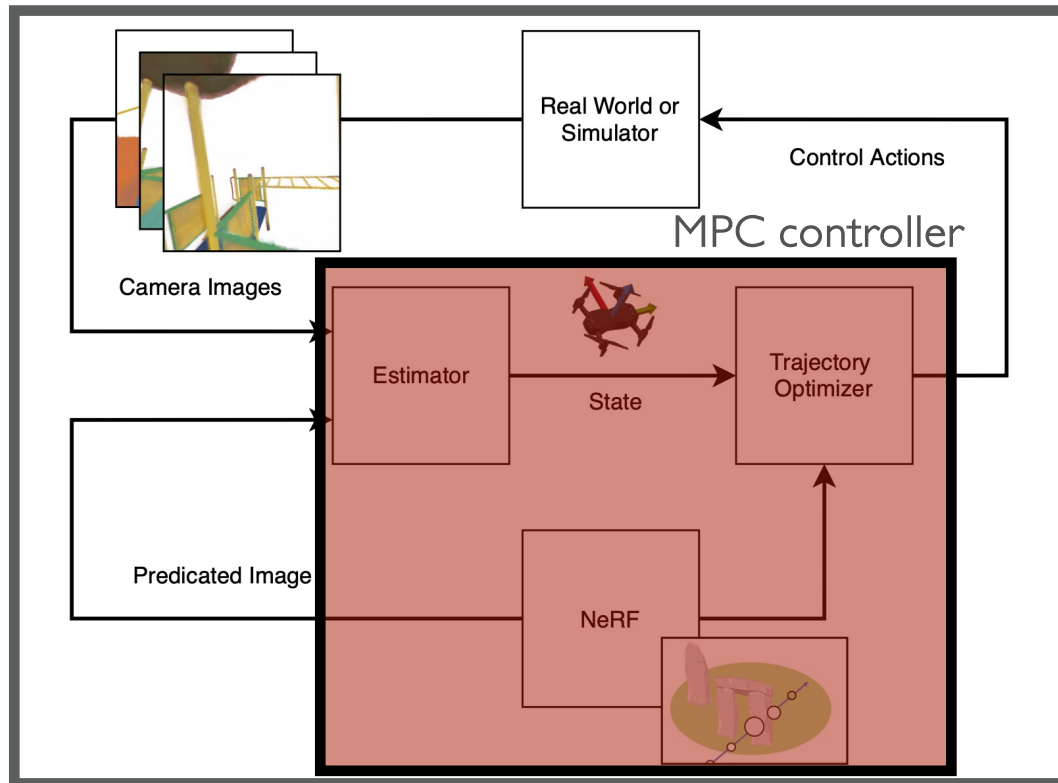 Real World or
Simulator
Control Actions
MPC controller
Camera Images
Estimator
State
Trajectory
Optimizer
Predicated Image
NeRF